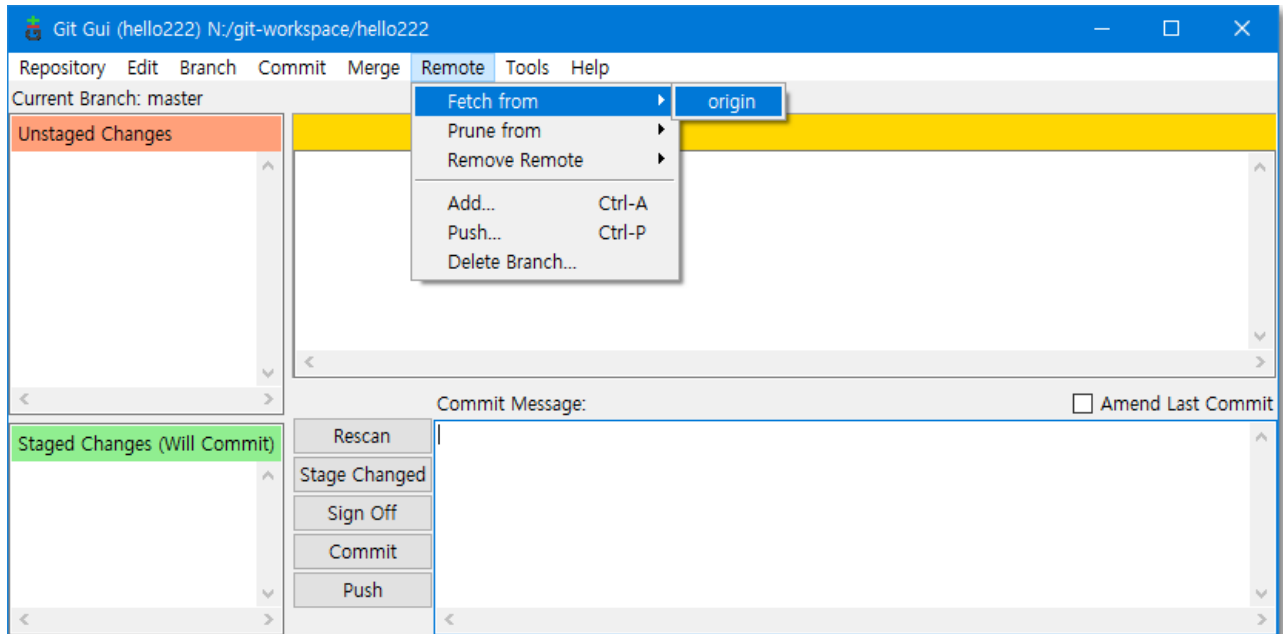 Git Gui (hello222) N:/git-workspace/hello222
Repository Edit Branch Commit Merge Remote Tools Help
Current Branch: master
Fetch from
origin
Prune from
Remove Remote
Add... Ctrl-A
Push... Ctrl-P
Delete Branch...
Unstaged Changes
Staged Changes (Will Commit)
Rescan
Stage Changed
Sign Off
Commit
Push
Commit Message:
Amend Last Commit